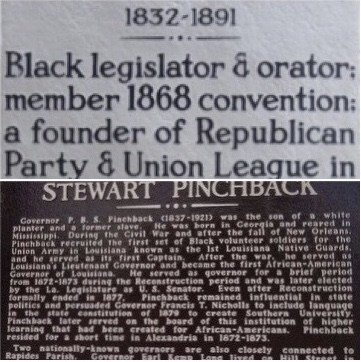 1832-1891
Black legislator & orator;
member 1868 convention;
a founder of Republican
Party & Union League in
STEWART PINCHBACK
Governor P. B. S. Pinchback (1837-1921) was the son of a white
planter and a former slave. He was born in Georgia and reared in
Mississippi. During the Civil War and after the fall of New Orleans,
Pinchback recruited the first set of Black volunteer soldiers for the
Union Army in Louisiana known as the 1st Louisiana Native Guards
and he served as its first Captain. After the war, he served as
Louisiana's Lieutenant Governor and became the first African-American
Governor of Louisiana. He served as governor for a brief period
from 1872-1873 during the Reconstruction period and was later elected
by the La. Legislature as U.S. Senator. Even after Reconstruction
formally ended in 1877, Pinchback remained influential in state
politics and persuaded Governor Francis T. Nicholls to include language
in the state constitution of 1879 to create Southern University.
Pinchback later served on the board of this institution of higher
learning that had been created for African-Americans. Pinchback
resided for a short time in Alexandria in 1872-1873.
Two nationally-known governors are also closely connected to
Rapides Parish. Governor Earl Kemp Long lived on Hill